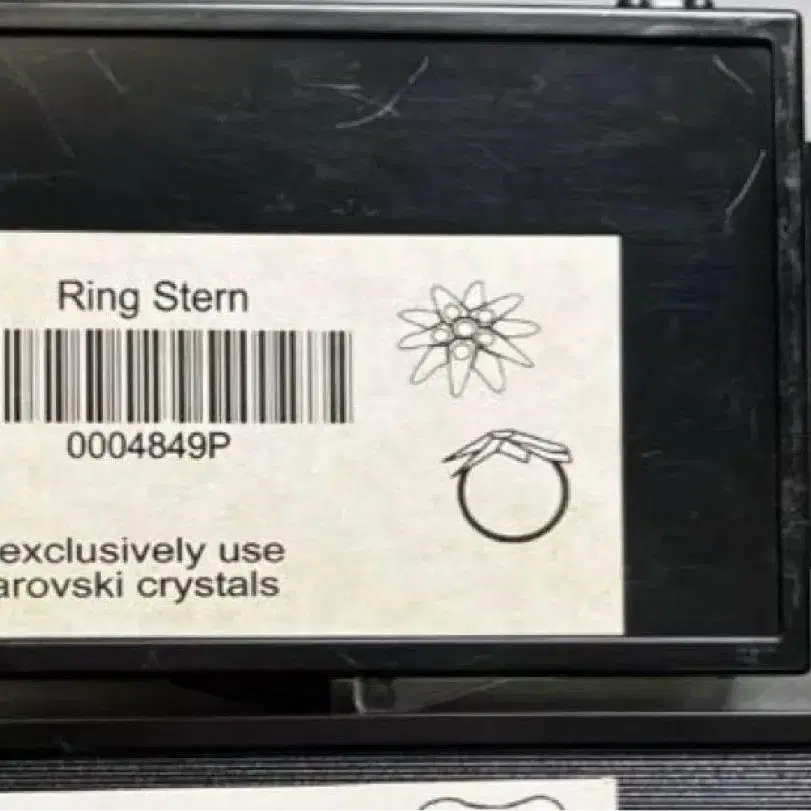 Ring Stern
0004849P
exclusively use
arovski crystals